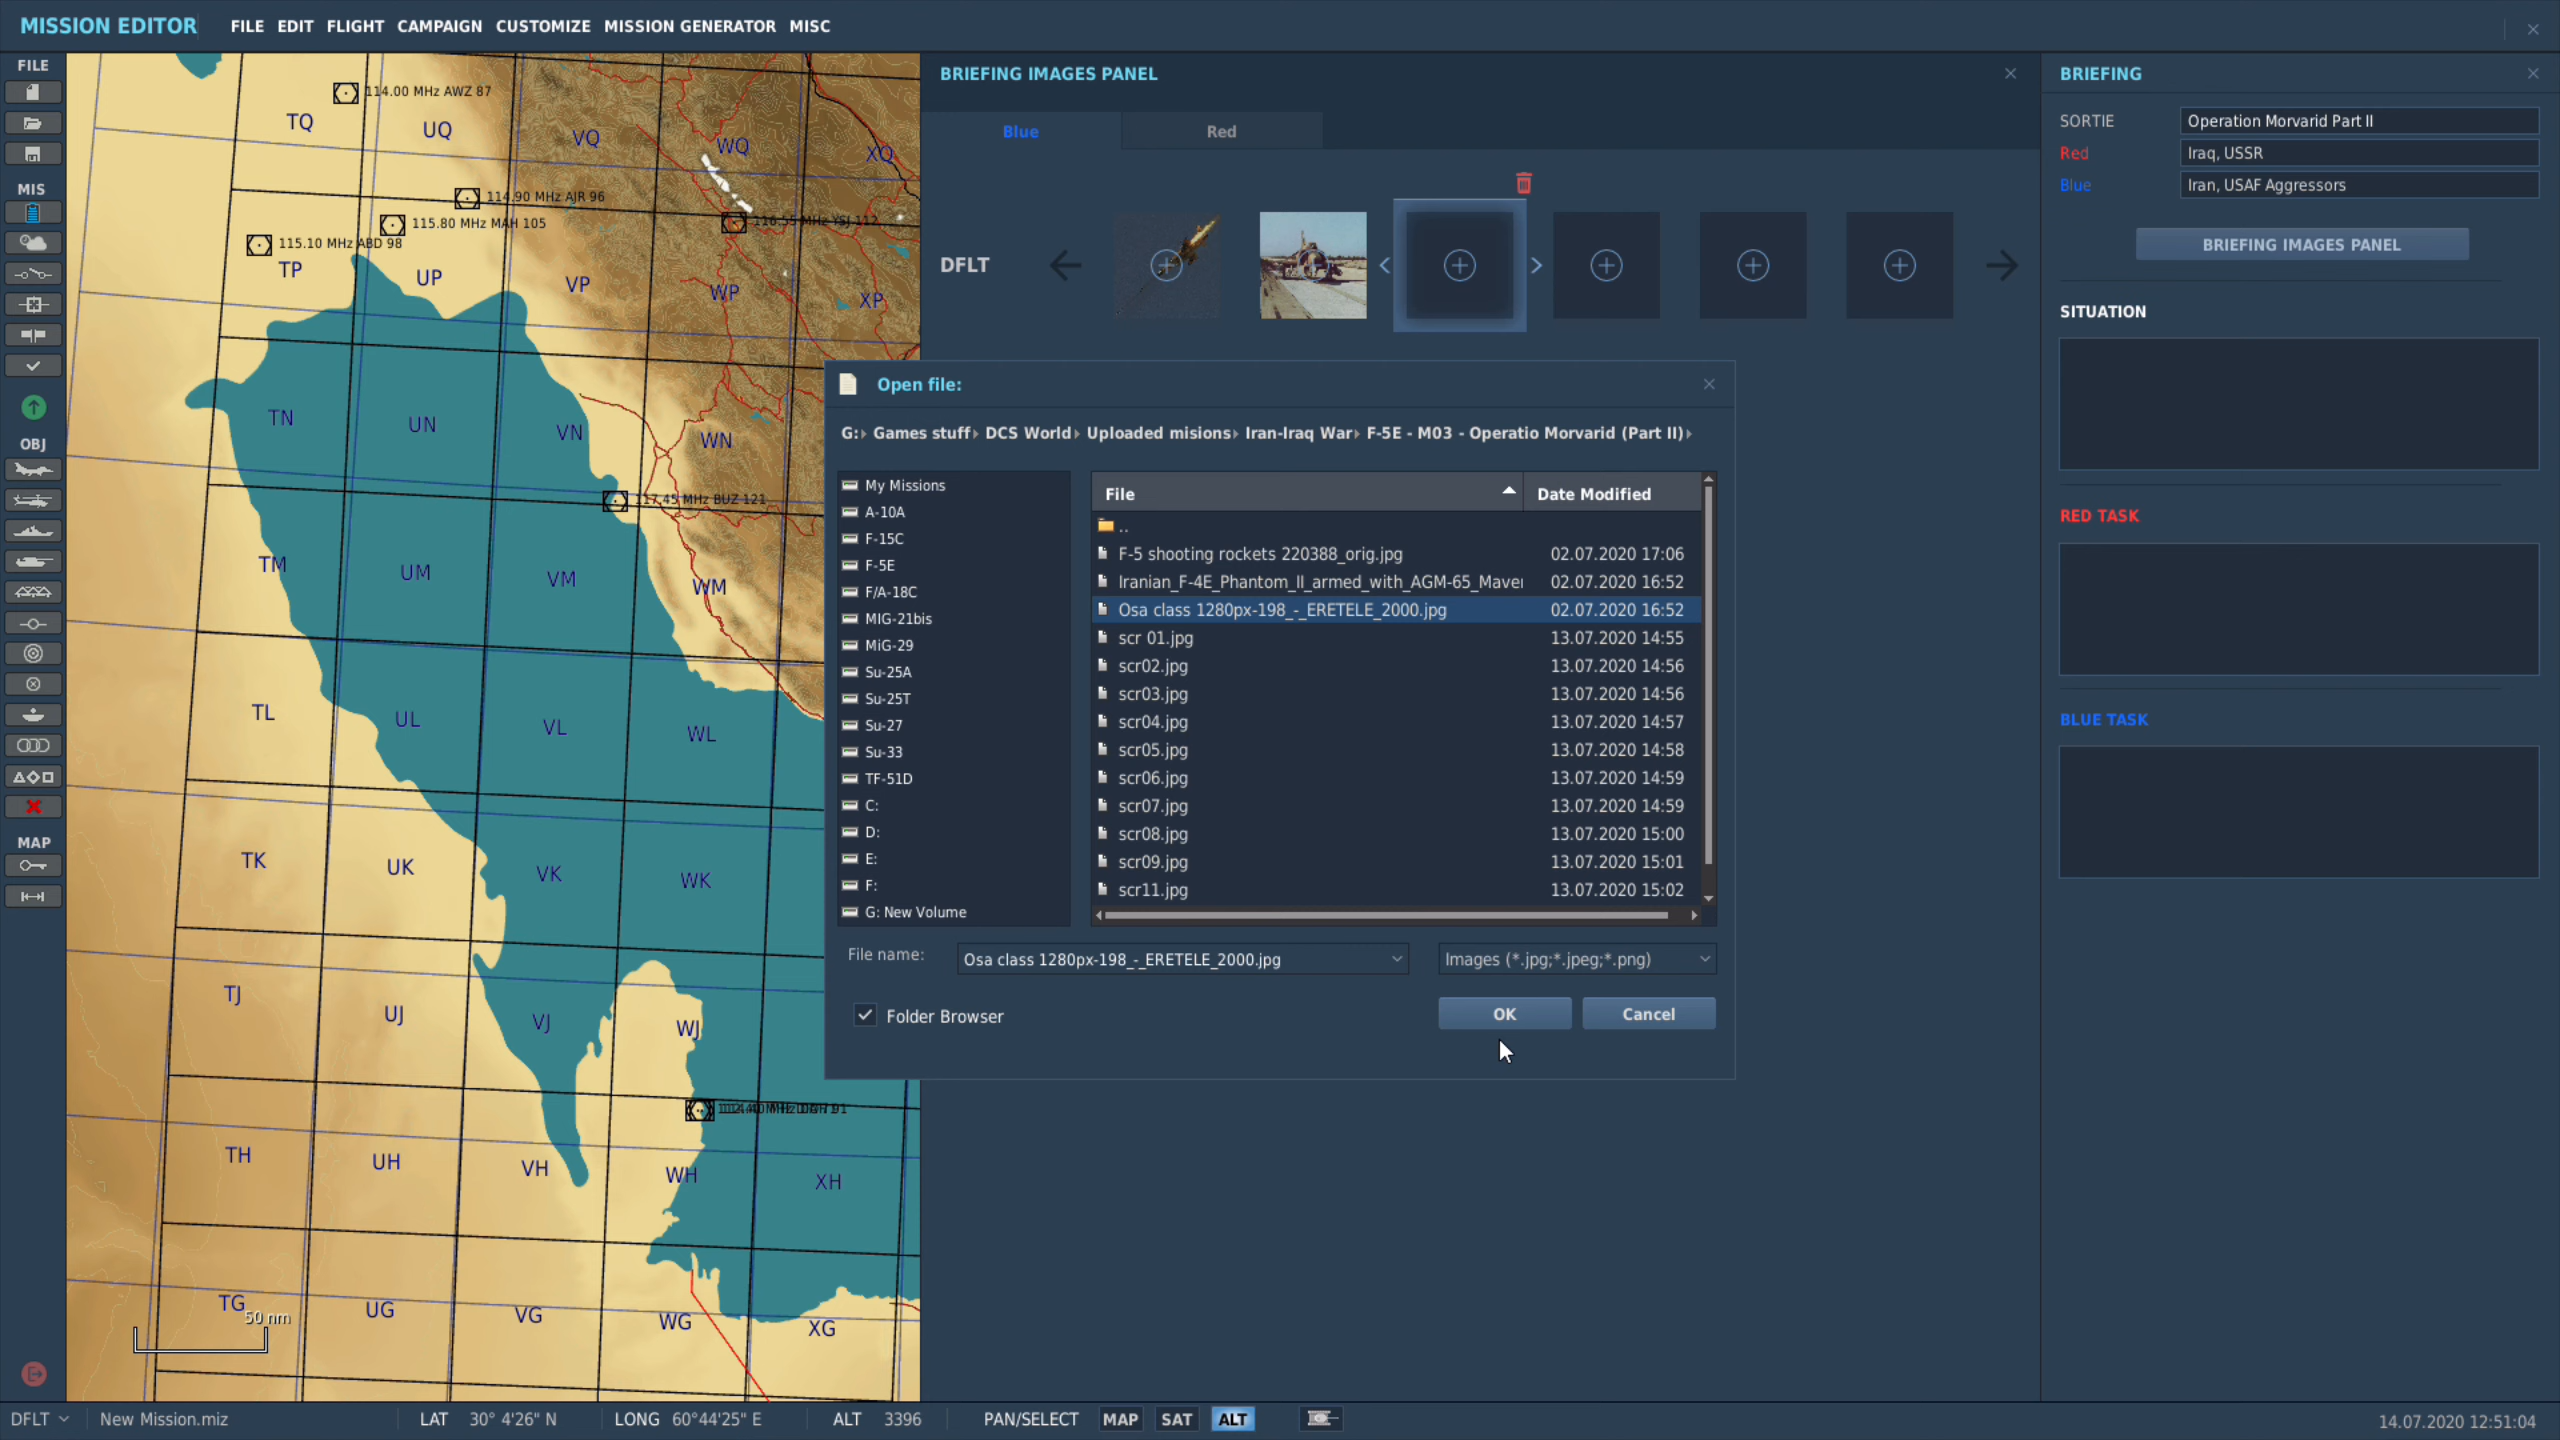 MISSION EDITOR FILE EDIT FLIGHT CAMPAIGN CUSTOMIZE MISSION GENERATOR MISC
FILE
MIS
OBJ
MAP
114.00 MHz AWZ 87
TQ
UQ
VQ
WQ
XQ
114.90 MHz AJR 96
115.80 MHz MAH 105
116.55 MHz YSJ 112
115.10 MHz ABD 98
TP
UP
VP
WP
XP
TN
UN
VN
WN
117.45 MHz BUZ 121
TM
UM
VM
WM
TL
UL
VL
WL
TK
UK
VK
WK
TJ
UJ
VJ
WJ
TH
UH
VH
WH
XH
TG
UG
VG
WG
XG
50 nm
BRIEFING IMAGES PANEL
Blue
Red
DFLT
Open file:
G: Games stuff DCS World Uploaded misions Iran-Iraq War F-5E - M03 - Operatio Morvarid (Part II)
My Missions
A-10A
F-15C
F-5E
F/A-18C
MIG-21bis
MiG-29
Su-25A
Su-25T
Su-27
Su-33
TF-51D
C:
D:
E:
F:
G: New Volume
File Date Modified
..
F-5 shooting rockets 220388_orig.jpg 02.07.2020 17:06
Iranian_F-4E_Phantom_II_armed_with_AGM-65_Maver 02.07.2020 16:52
Osa class 1280px-198_-_ERETELE_2000.jpg 02.07.2020 16:52
scr 01.jpg 13.07.2020 14:55
scr02.jpg 13.07.2020 14:56
scr03.jpg 13.07.2020 14:56
scr04.jpg 13.07.2020 14:57
scr05.jpg 13.07.2020 14:58
scr06.jpg 13.07.2020 14:59
scr07.jpg 13.07.2020 14:59
scr08.jpg 13.07.2020 15:00
scr09.jpg 13.07.2020 15:01
scr11.jpg 13.07.2020 15:02
File name: Osa class 1280px-198_-_ERETELE_2000.jpg Images (*.jpg;*.jpeg;*.png)
Folder Browser
OK
Cancel
BRIEFING
SORTIE Operation Morvarid Part II
Red Iraq, USSR
Blue Iran, USAF Aggressors
BRIEFING IMAGES PANEL
SITUATION
RED TASK
BLUE TASK
DFLT New Mission.miz LAT 30° 4'26" N LONG 60°44'25" E ALT 3396 PAN/SELECT MAP SAT ALT 14.07.2020 12:51:04